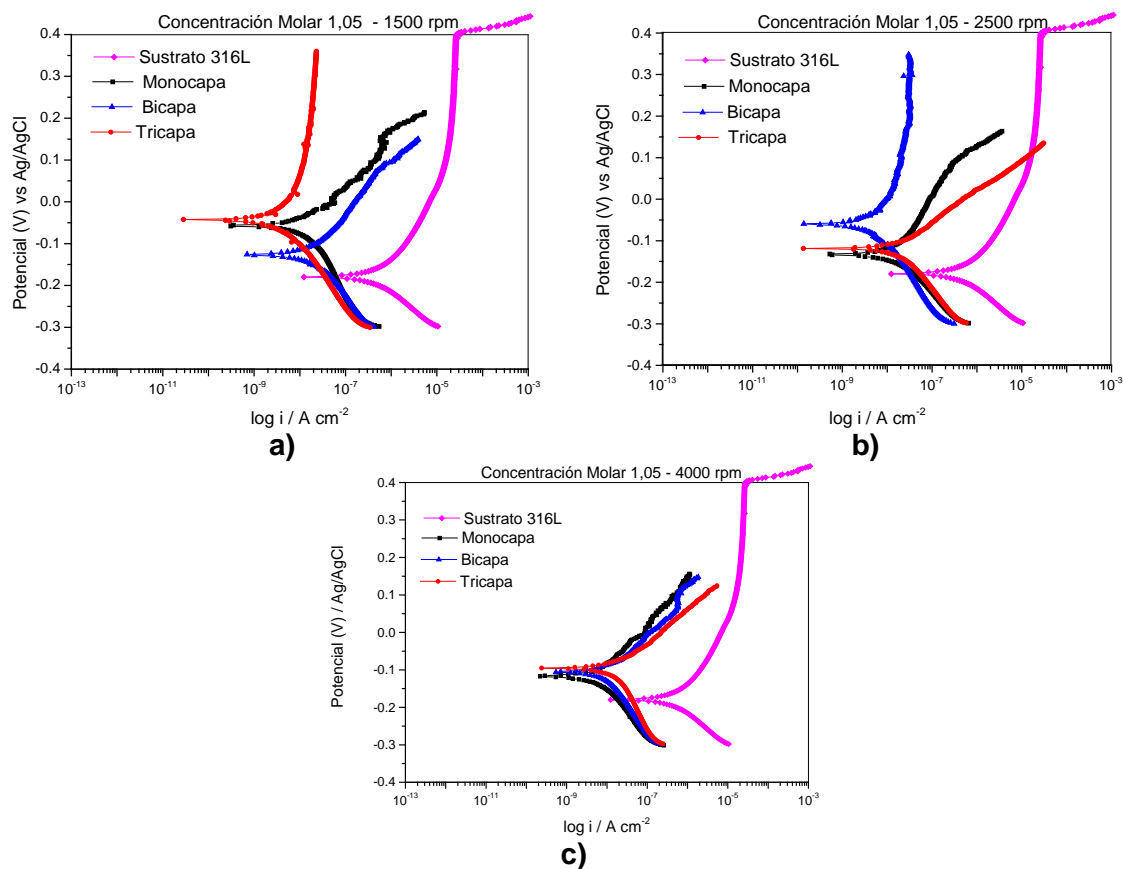 Concentración Molar 1,05 - 1500 rpm
0.4
0.3
0.2
0.1
0.0
-0.1
-0.2
-0.3
-0.4
Potencial (V) vs Ag/AgCl
Sustrato 316L
Monocapa
Bicapa
Tricapa
10-13 10-11 10-9 10-7 10-5 10-3
log i / A cm-2
a)
Concentración Molar 1,05 - 2500 rpm
0.4
0.3
0.2
0.1
0.0
-0.1
-0.2
-0.3
-0.4
Potencial (V) vs Ag/AgCl
Sustrato 316L
Monocapa
Bicapa
Tricapa
10-13 10-11 10-9 10-7 10-5 10-3
log i / A cm-2
b)
Concentración Molar 1,05 - 4000 rpm
0.4
0.3
0.2
0.1
0.0
-0.1
-0.2
-0.3
-0.4
Potencial (V) / Ag/AgCl
Sustrato 316L
Monocapa
Bicapa
Tricapa
10-13 10-11 10-9 10-7 10-5 10-3
log i / A cm-2
c)